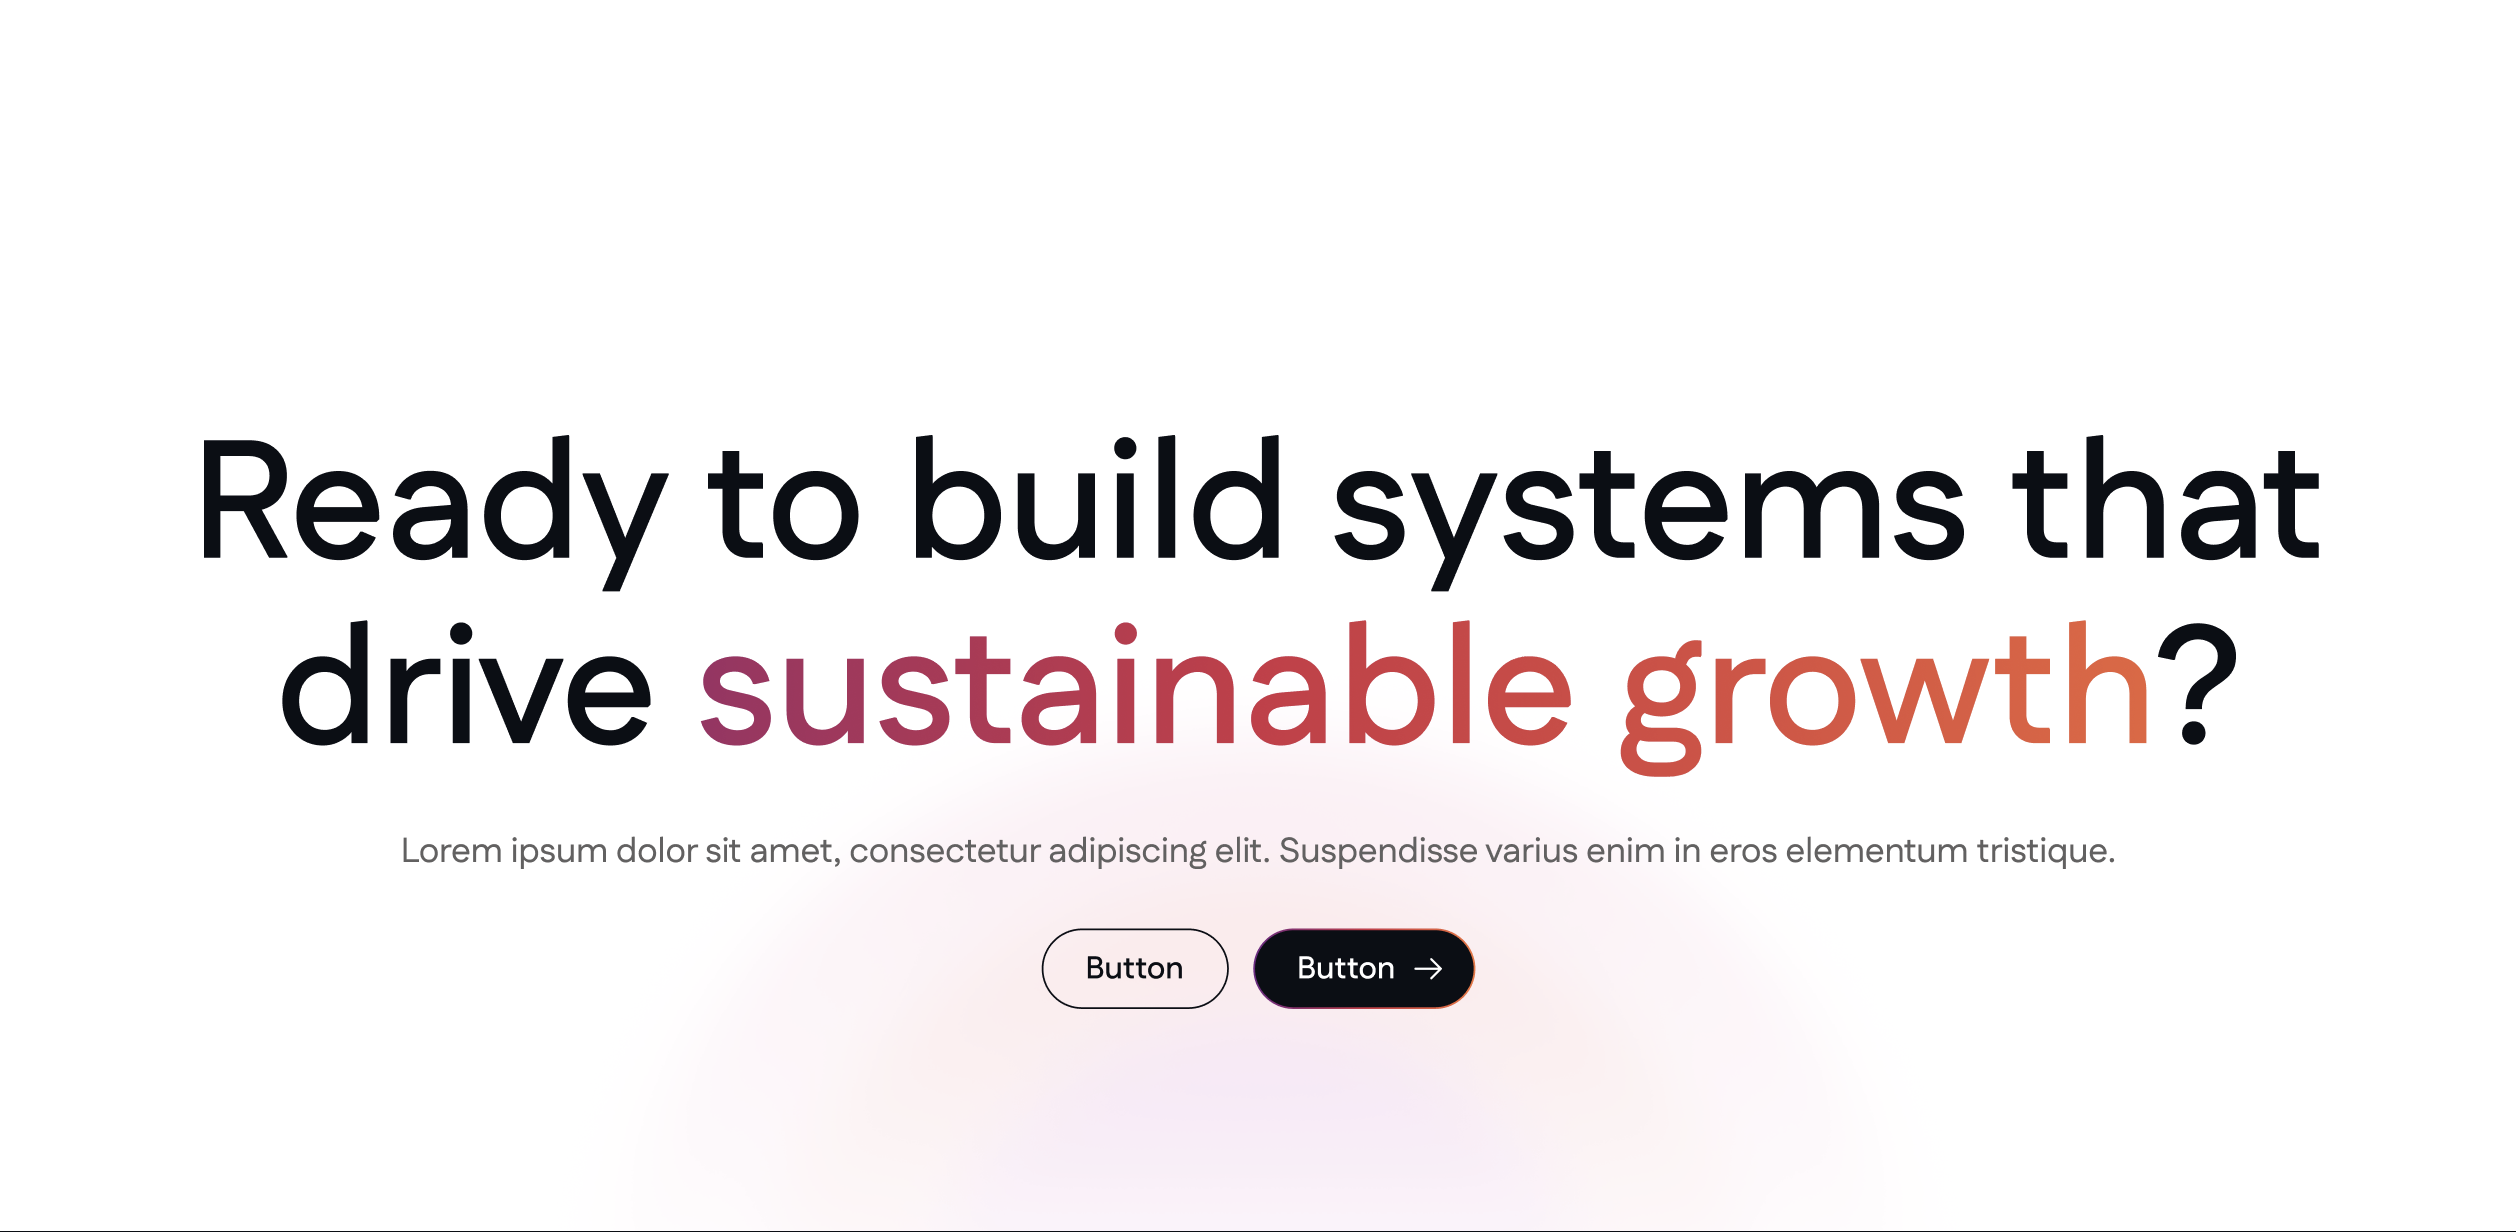 Ready to build systems that
drive sustainable growth?
Lorem ipsum dolor sit amet, consectetur adipiscing elit. Suspendisse varius enim in eros elementum tristique.
Button
Button